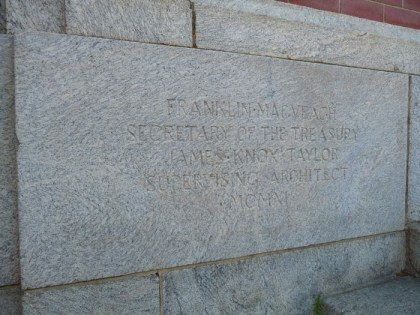 FRANKLIN·MACVEAGH
SECRETARY OF THE TREASURY
JAMES·KNOX·TAYLOR
SUPERVISING ARCHITECT
MCMXI